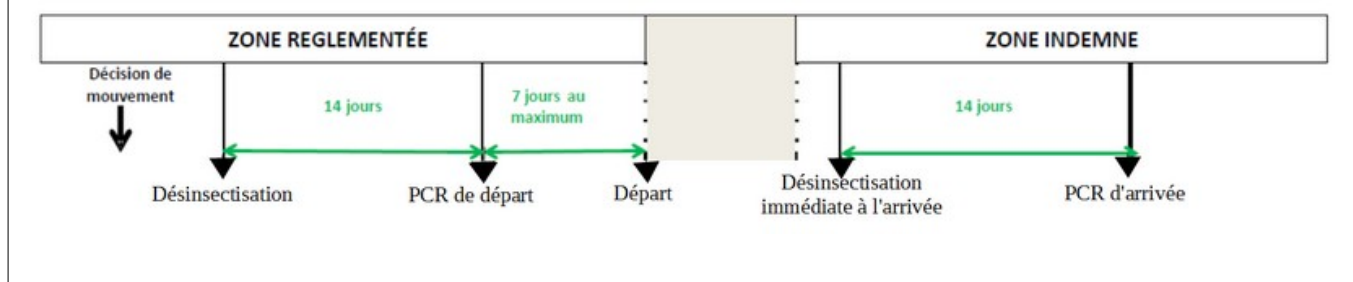 ZONE REGLEMENTÉE
ZONE INDEMNE
Décision de
mouvement
14 jours
7 jours au
maximum
14 jours
Désinsectisation
PCR de départ
Départ
Désinsectisation
immédiate à l'arrivée
PCR d'arrivée